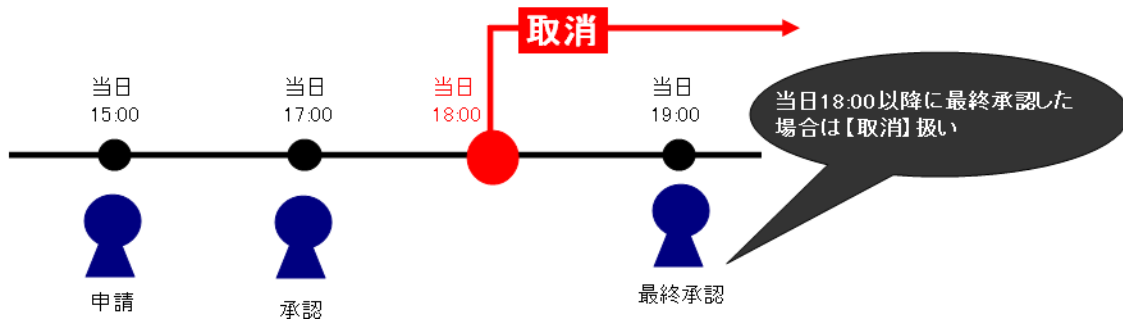 取消
当日
15:00
当日
17:00
当日
18:00
当日
19:00
当日18:00以降に最終承認した
場合は【取消】扱い
申請
承認
最終承認